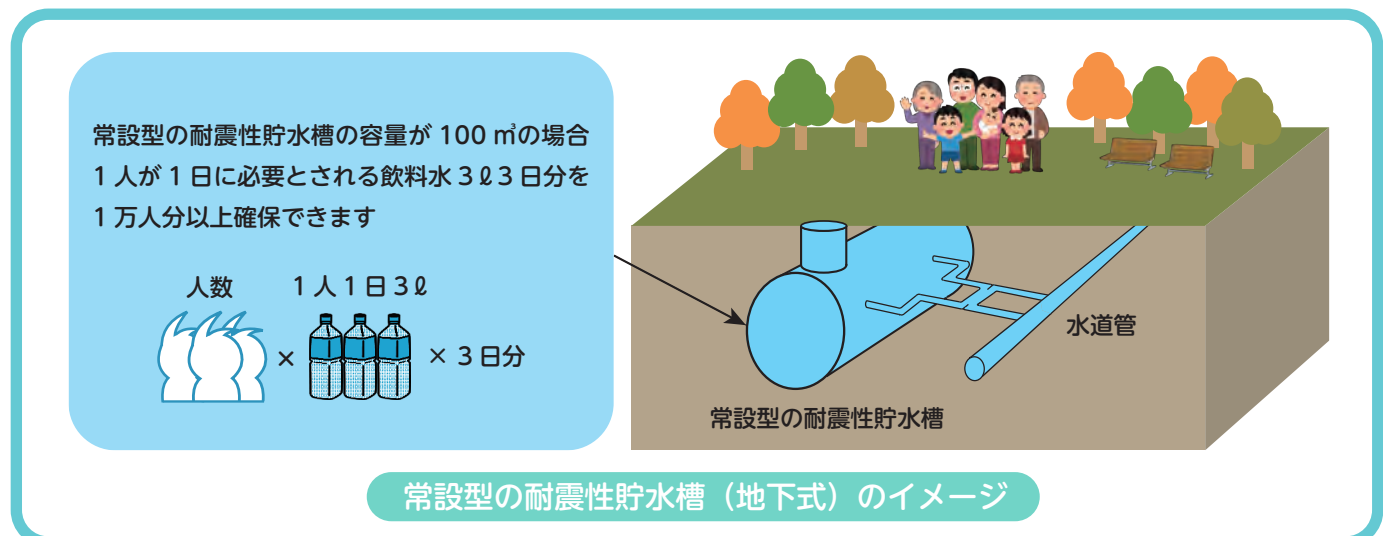 常設型の耐震性貯水槽の容量が 100 ㎥の場合
1 人が 1 日に必要とされる飲料水 3ℓ3 日分を
1 万人分以上確保できます
人数 1 人 1 日 3ℓ
× × 3 日分
水道管
常設型の耐震性貯水槽
常設型の耐震性貯水槽（地下式）のイメージ